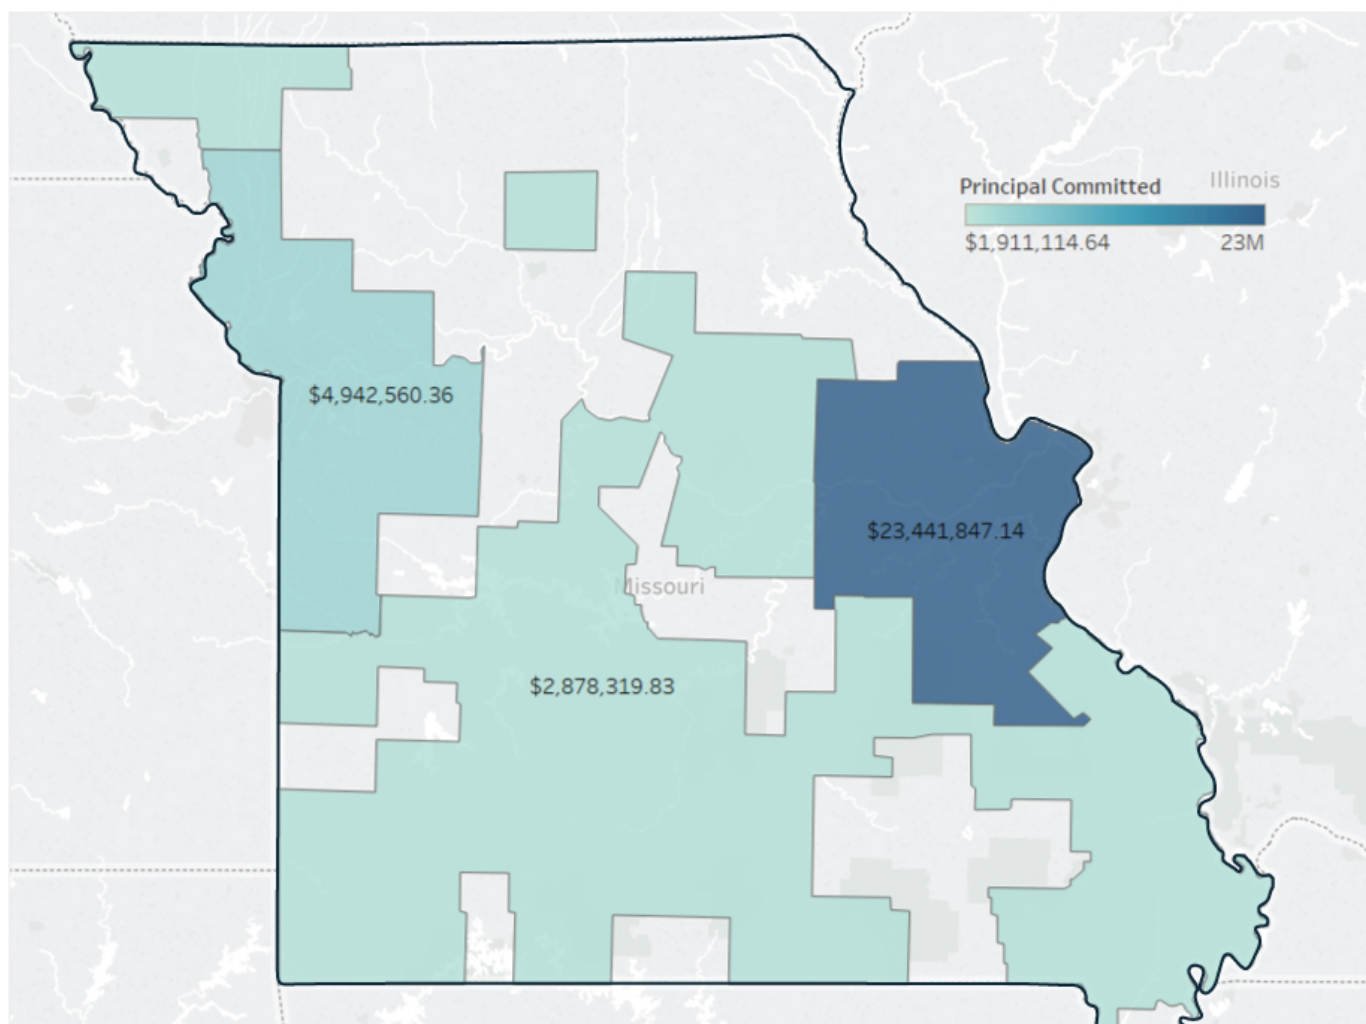 Principal Committed
Illinois
$1,911,114.64
23M
$4,942,560.36
$23,441,847.14
Missouri
$2,878,319.83